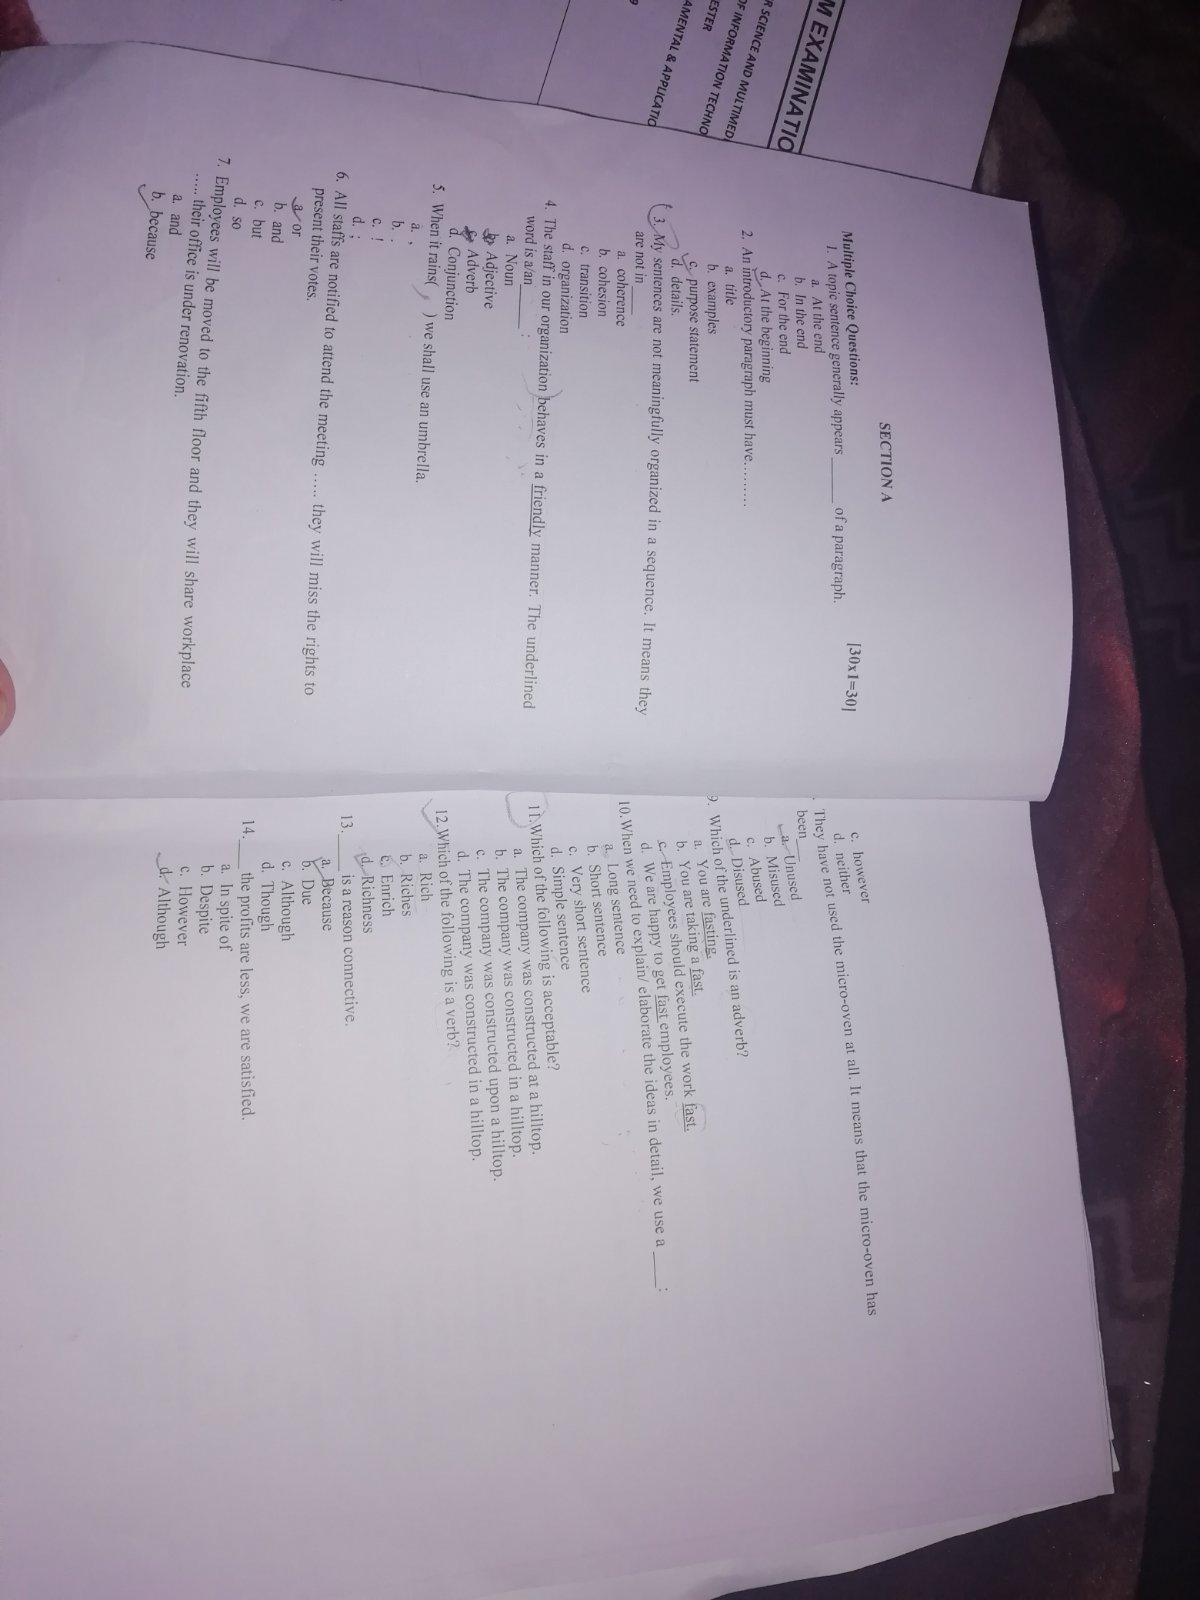 M EXAMINATIO
R SCIENCE AND MULTIMED
OF INFORMATION TECHNO
ESTER
AMENTAL & APPLICATIO
SECTION A
Multiple Choice Questions: [30x1=30]
1. A topic sentence generally appears ______ of a paragraph.
a. At the end
b. In the end
c. For the end
d. At the beginning
2. An introductory paragraph must have.........
a. title
b. examples
c. purpose statement
d. details.
3. My sentences are not meaningfully organized in a sequence. It means they
are not in ____
a. coherence
b. cohesion
c. transition
d. organization
4. The staff in our organization behaves in a friendly manner. The underlined
word is a/an ______ :
a. Noun
b. Adjective
c. Adverb
d. Conjunction
5. When it rains( , ) we shall use an umbrella.
a. ,
b. .
c. !
d. ;
6. All staffs are notified to attend the meeting ..... they will miss the rights to
present their votes.
a. or
b. and
c. but
d. so
7. Employees will be moved to the fifth floor and they will share workplace
..... their office is under renovation.
a. and
b. because
c. however
d. neither
They have not used the micro-oven at all. It means that the micro-oven has
been___
a. Unused
b. Misused
c. Abused
d. Disused
9. Which of the underlined is an adverb?
a. You are fasting.
b. You are taking a fast.
c. Employees should execute the work fast.
d. We are happy to get fast employees.
10. When we need to explain/ elaborate the ideas in detail, we use a ____:
a. Long sentence
b. Short sentence
c. Very short sentence
d. Simple sentence
11. Which of the following is acceptable?
a. The company was constructed at a hilltop.
b. The company was constructed in a hilltop.
c. The company was constructed upon a hilltop.
d. The company was constructed in a hilltop.
12. Which of the following is a verb?
a. Rich
b. Riches
c. Enrich
d. Richness
13. ____ is a reason connective.
a. Because
b. Due
c. Although
d. Though
14. ____ the profits are less, we are satisfied.
a. In spite of
b. Despite
c. However
d. Although